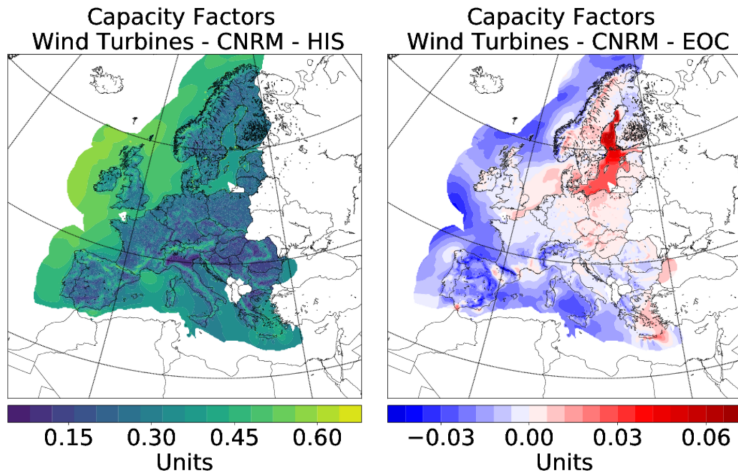 Capacity Factors
Wind Turbines - CNRM - HIS
Capacity Factors
Wind Turbines - CNRM - EOC
0.15 0.30 0.45 0.60
Units
−0.03 0.00 0.03 0.06
Units